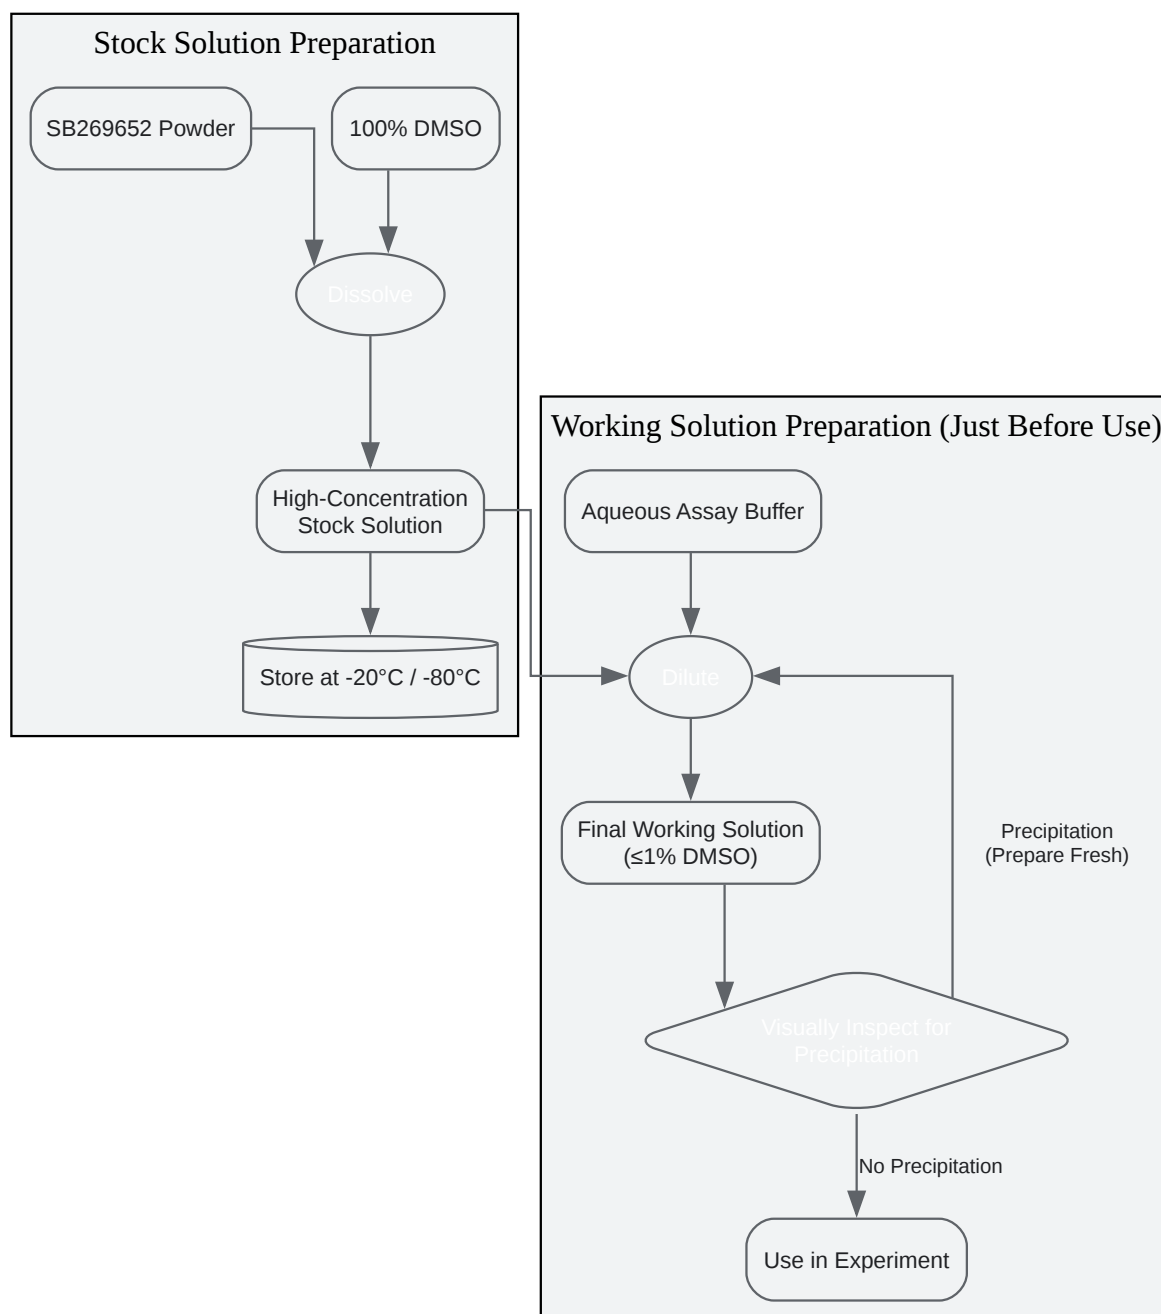 Stock Solution Preparation
SB269652 Powder
100% DMSO
Dissolve
High-Concentration
Stock Solution
Store at -20°C / -80°C
Working Solution Preparation (Just Before Use)
Aqueous Assay Buffer
Dilute
Final Working Solution
(≤1% DMSO)
Precipitation
(Prepare Fresh)
Visually Inspect for
Precipitation
No Precipitation
Use in Experiment